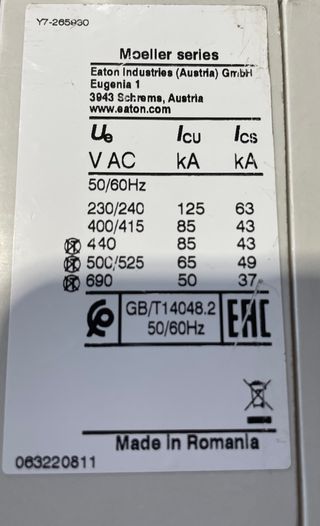 Y7-265930
Moeller series
Eaton Industries (Austria) GmbH
Eugenia 1
3943 Schrems, Austria
www.eaton.com
Ue Icu Ics
V AC kA kA
50/60Hz
230/240 125 63
400/415 85 43
440 85 43
500/525 65 49
690 50 37
GB/T14048.2
50/60Hz
EAC
Made in Romania
063220811